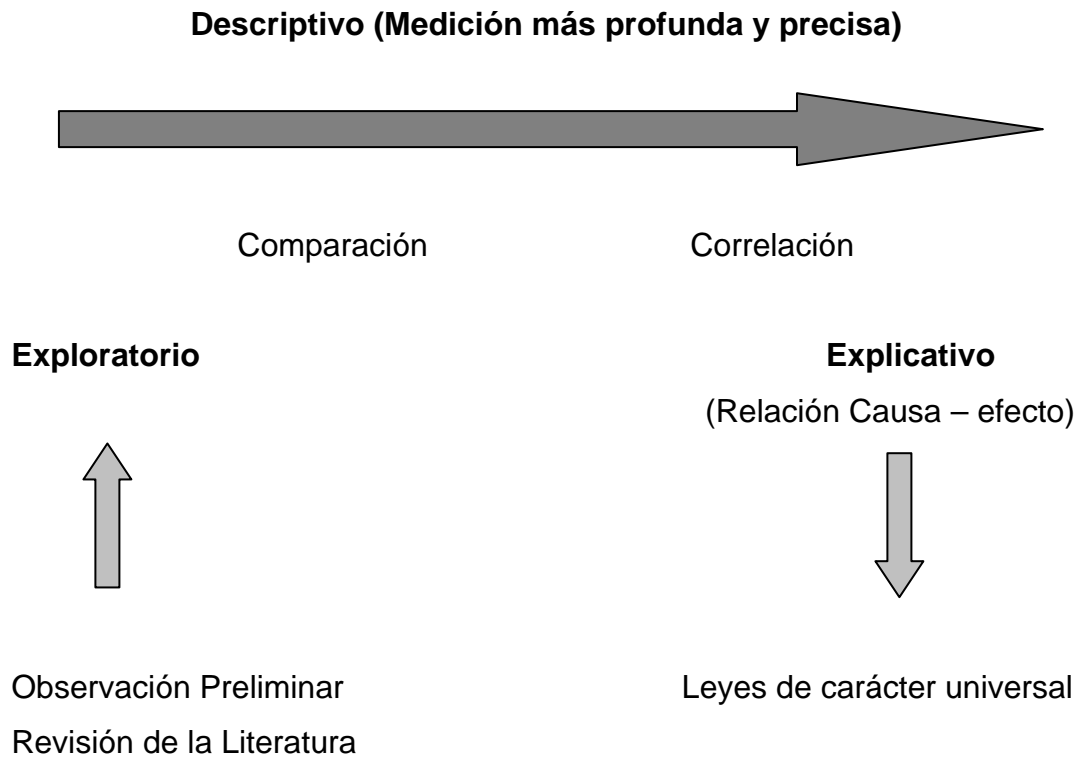 Descriptivo (Medición más profunda y precisa)
Comparación
Correlación
Exploratorio
Explicativo
(Relación Causa – efecto)
Observación Preliminar
Leyes de carácter universal
Revisión de la Literatura